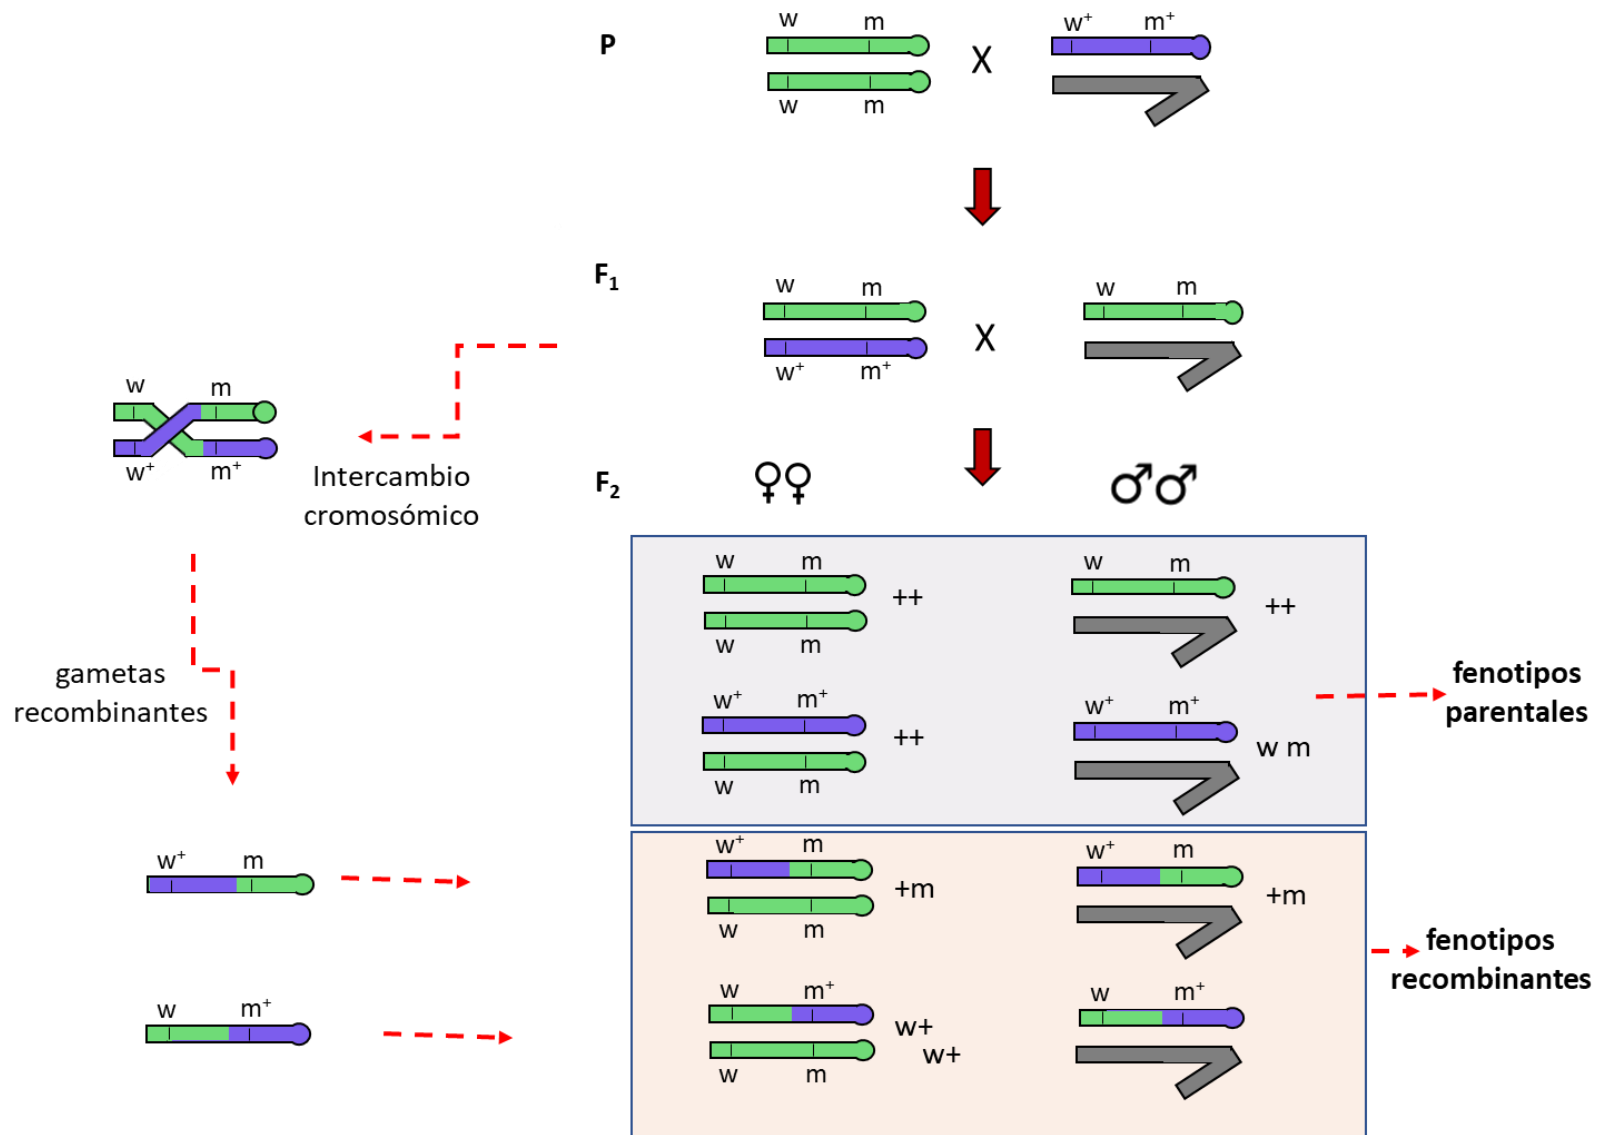 w m w⁺ m⁺
P X
w m
F₁ w m w m
X
w⁺ m⁺
w m
w⁺ m⁺
Intercambio
cromosómico
F₂ ♀♀ ♂♂
w m w m
++ ++
w m
gametas
recombinantes
w⁺ m⁺ w⁺ m⁺
++ w m
w m
fenotipos
parentales
w⁺ m w⁺ m w⁺ m
+m +m
w m
fenotipos
recombinantes
w m⁺ w m⁺ w m⁺
w+
w+
w m